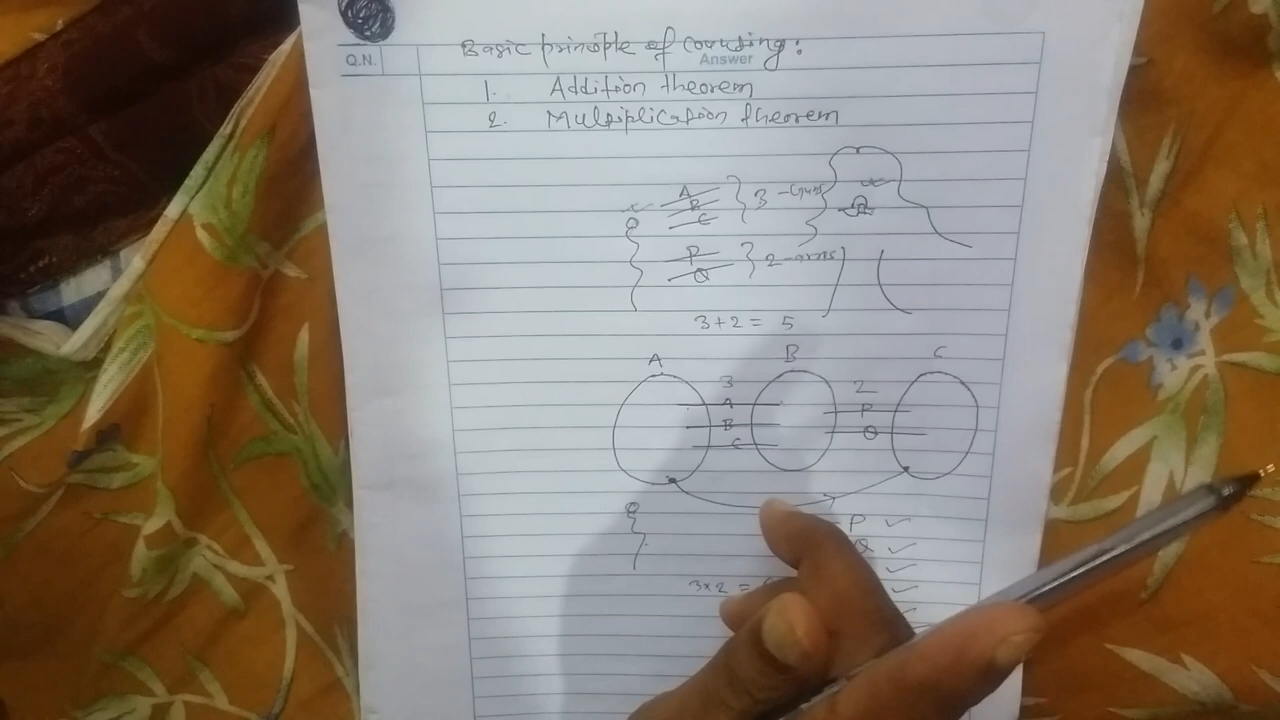 Basic principle of counting:
Q.N.
Answer
1. Addition theorem
2. Multiplication theorem
A
B
C
3 -
P
Q
2 -
3+2 = 5
A B C
3 2
A P
B Q
C
P ✓
Q ✓
✓
3×2 = ✓